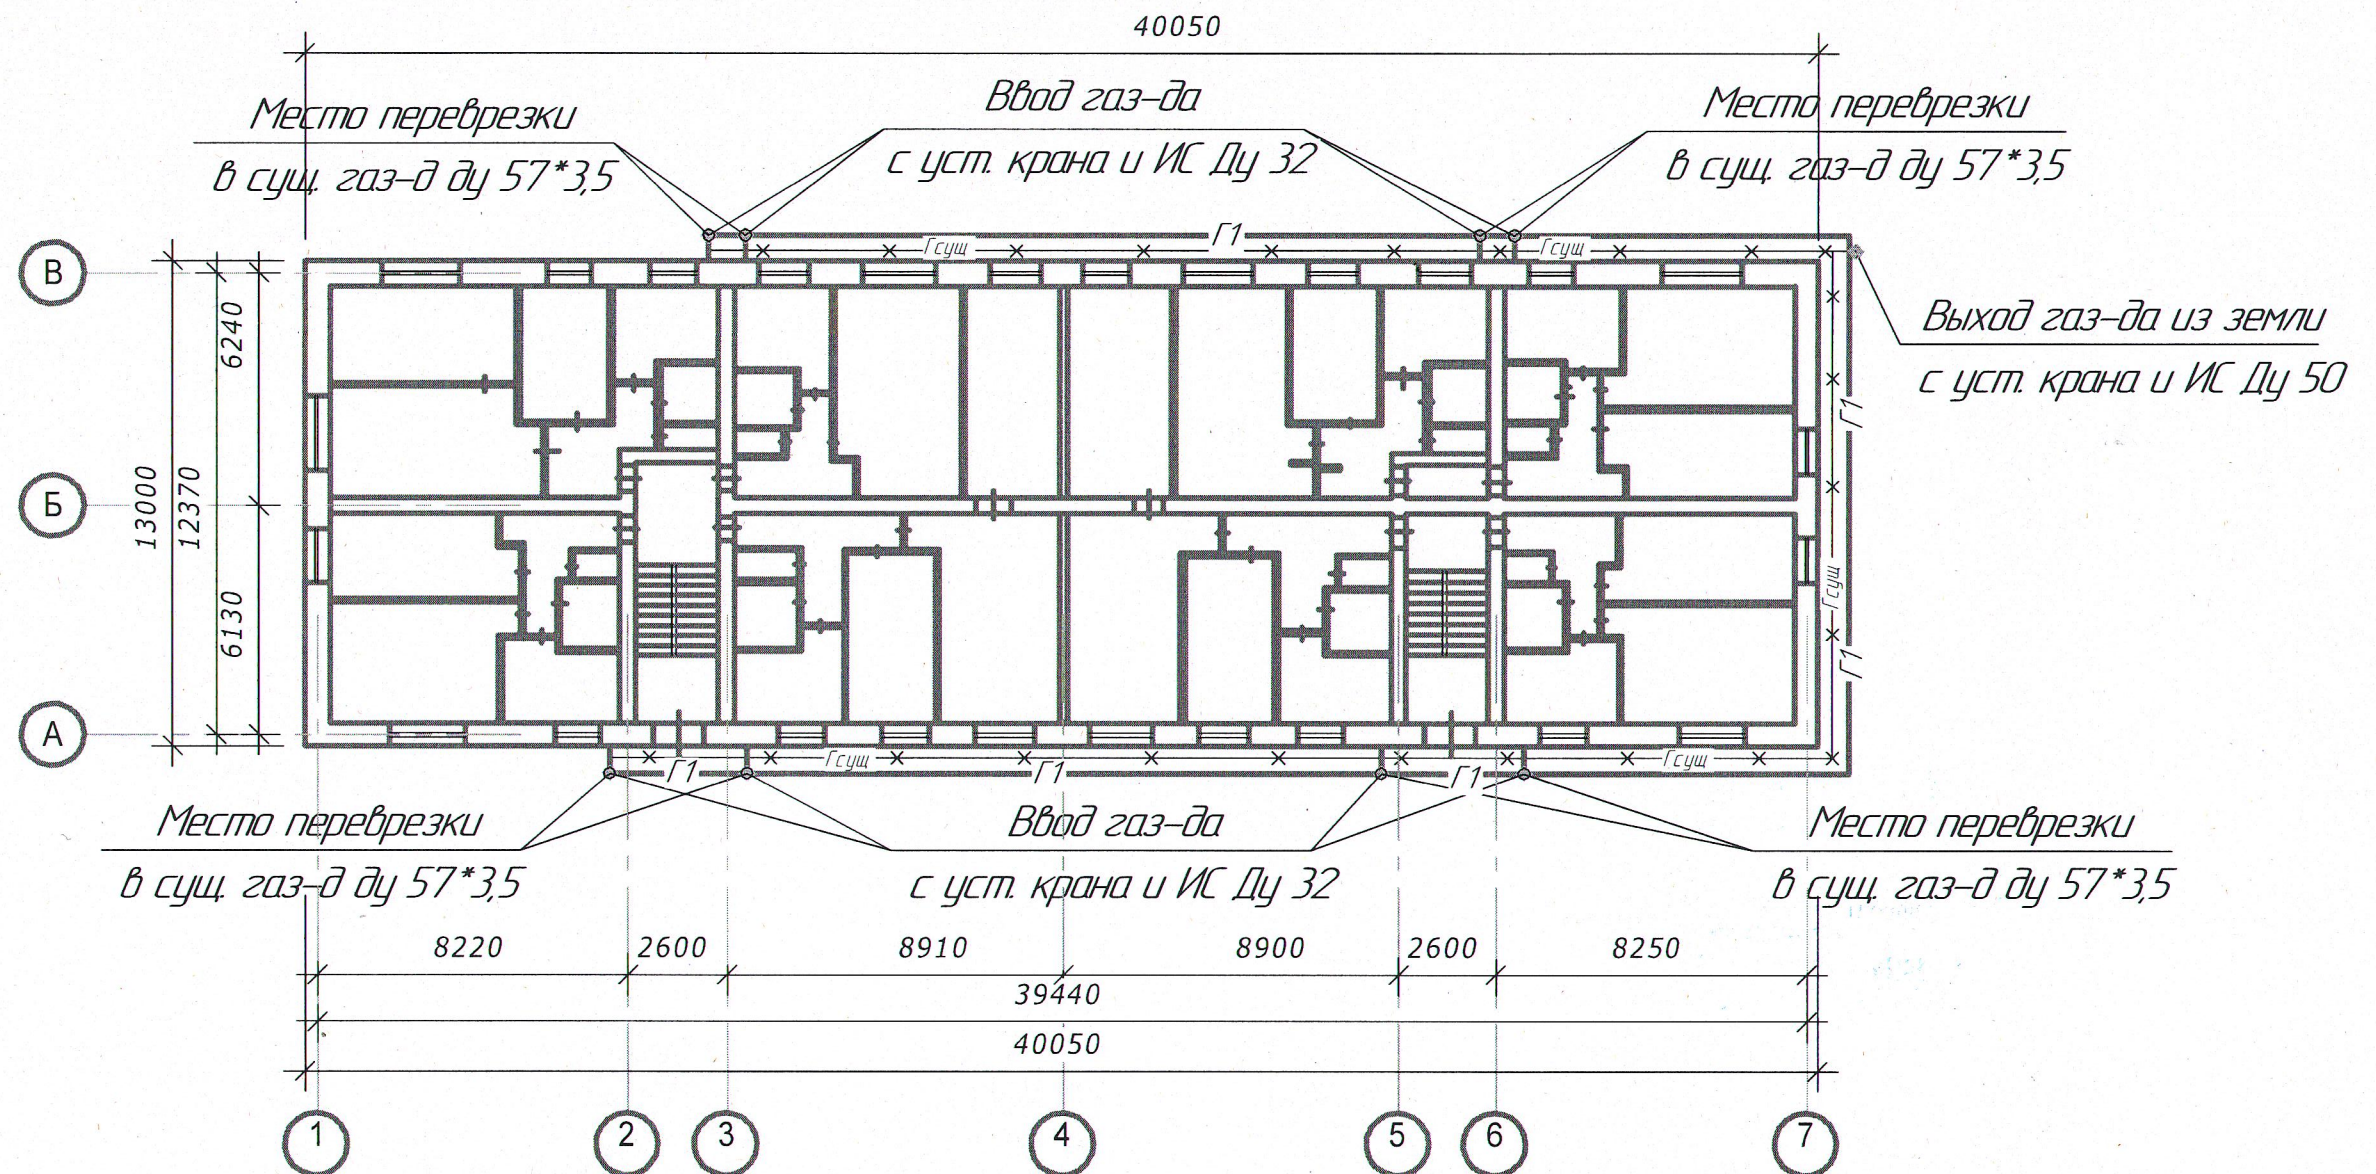 40050
Место переврезки
в сущ. газ-д ду 57*3,5
Ввод газ-да
с уст. крана и ИС Ду 32
Место переврезки
в сущ. газ-д ду 57*3,5
Гсущ
Г1
Гсущ
В
Б
А
6240
13000
12370
6130
Выход газ-да из земли
с уст. крана и ИС Ду 50
Г1
Гсущ
Г1
Г1
Гсущ
Г1
Г1
Гсущ
Место переврезки
в сущ. газ-д ду 57*3,5
Ввод газ-да
с уст. крана и ИС Ду 32
Место переврезки
в сущ. газ-д ду 57*3,5
8220
2600
8910
8900
2600
8250
39440
40050
1
2
3
4
5
6
7